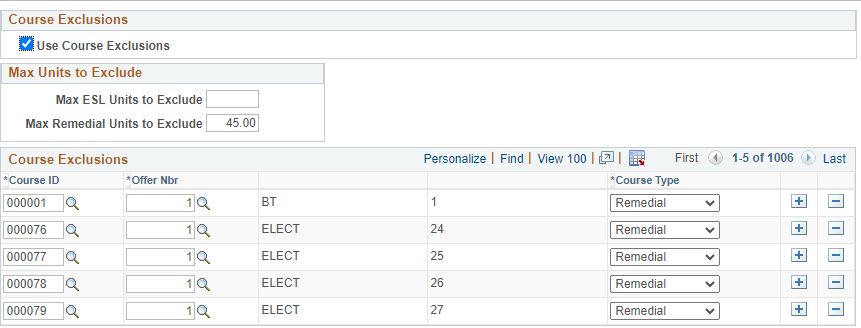 Course Exclusions
Use Course Exclusions
Max Units to Exclude
Max ESL Units to Exclude
Max Remedial Units to Exclude 45.00
Course Exclusions Personalize | Find | View 100 | | First 1-5 of 1006 Last
*Course ID *Offer Nbr *Course Type
000001 1 BT 1 Remedial
000076 1 ELECT 24 Remedial
000077 1 ELECT 25 Remedial
000078 1 ELECT 26 Remedial
000079 1 ELECT 27 Remedial